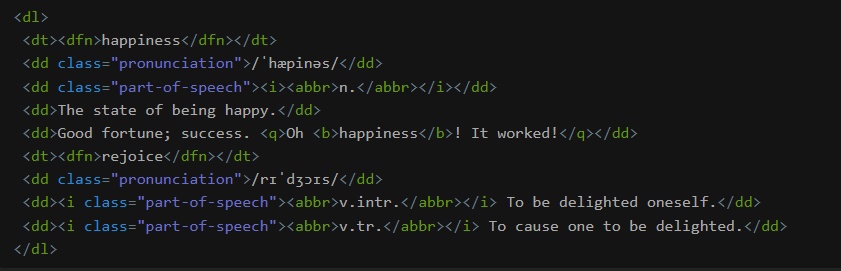 <dl>
<dt><dfn>happiness</dfn></dt>
<dd class="pronunciation">/ˈhæpinəs/</dd>
<dd class="part-of-speech"><i><abbr>n.</abbr></i></dd>
<dd>The state of being happy.</dd>
<dd>Good fortune; success. <q>Oh <b>happiness</b>! It worked!</q></dd>
<dt><dfn>rejoice</dfn></dt>
<dd class="pronunciation">/rɪˈdʒɔɪs/</dd>
<dd><i class="part-of-speech"><abbr>v.intr.</abbr></i> To be delighted oneself.</dd>
<dd><i class="part-of-speech"><abbr>v.tr.</abbr></i> To cause one to be delighted.</dd>
</dl>